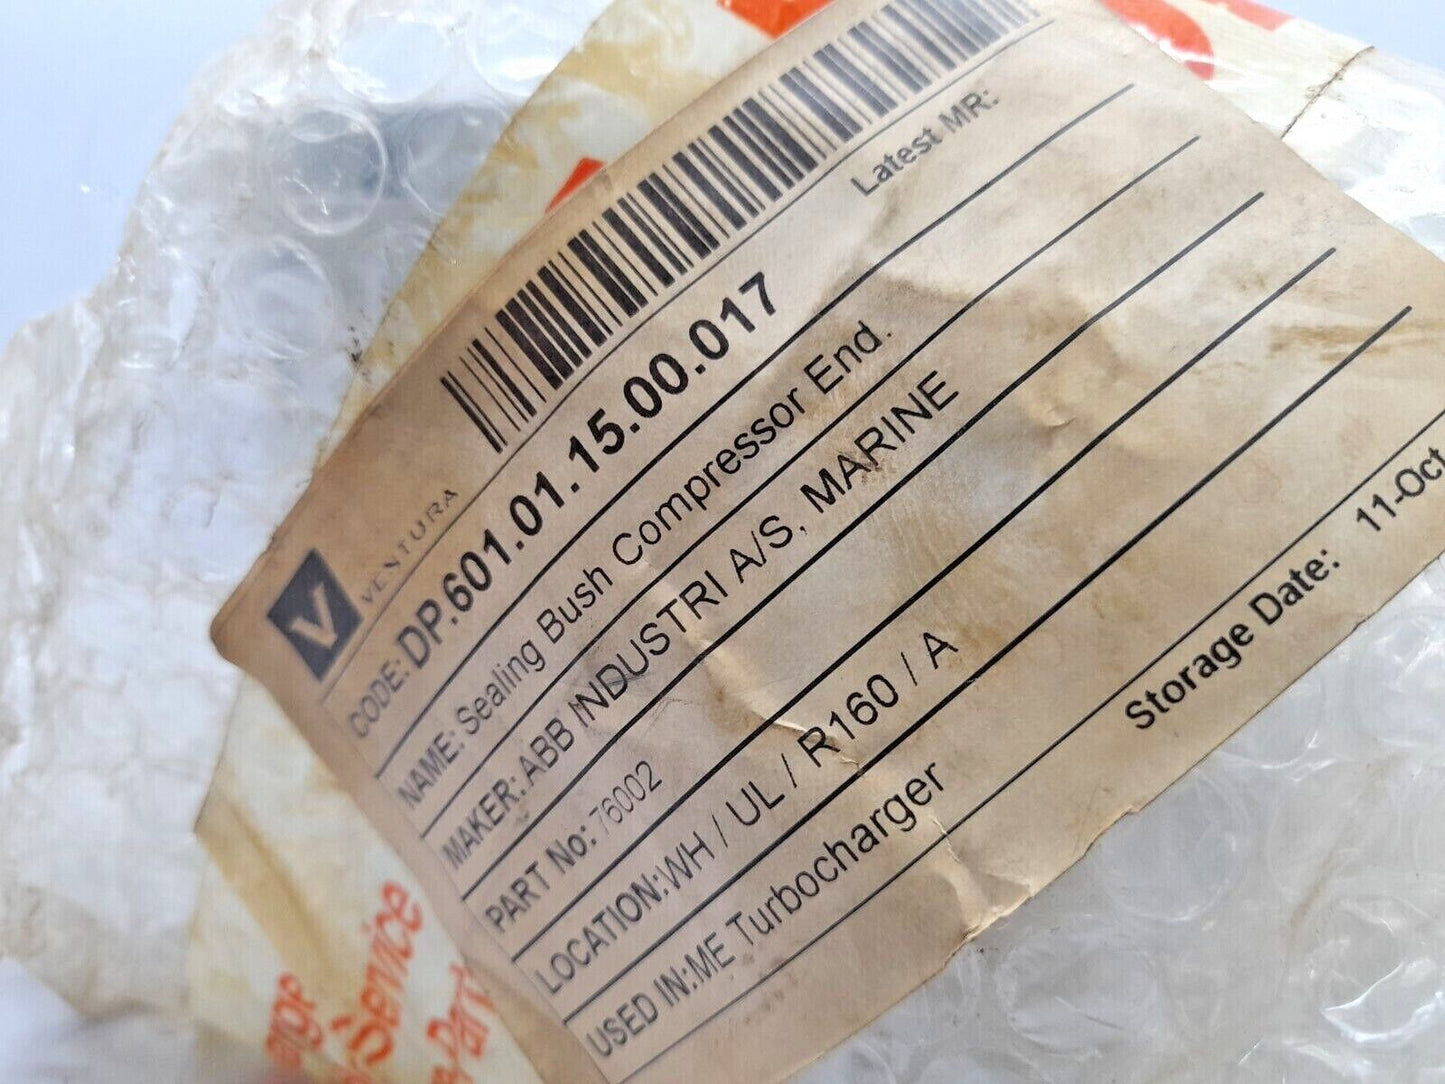 V
VENTURA
Latest MR:
CODE: DP.601.01.15.00.017
NAME: Sealing Bush Compressor End.
MAKER: ABB INDUSTRI A/S, MARINE
PART No: 76002
LOCATION: WH / UL / R160 / A
USED IN: ME Turbocharger
Storage Date: 11-Oct
Service